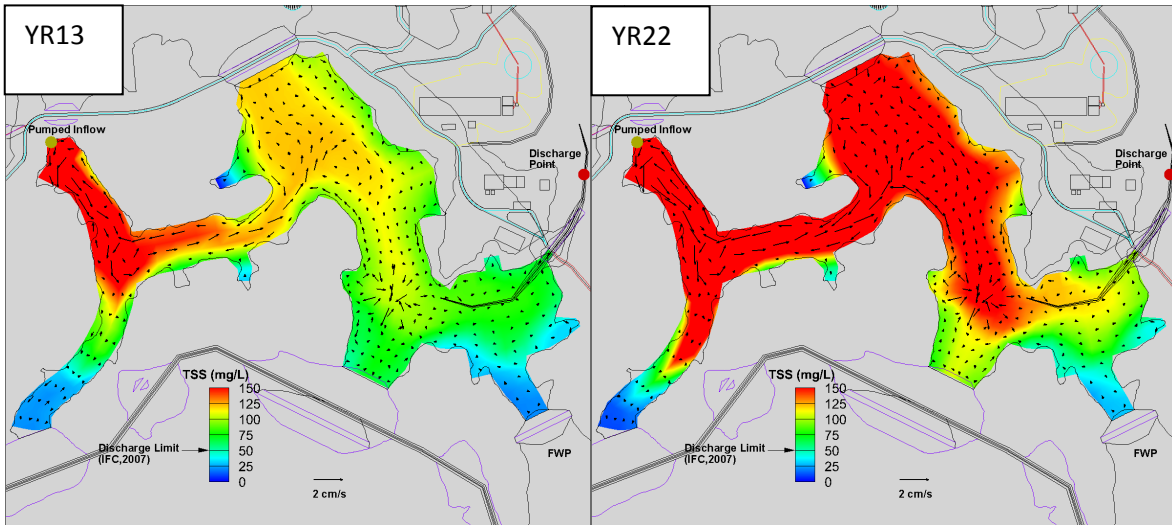 YR13
Pumped Inflow
Discharge
Point
TSS (mg/L)
150
125
100
75
50
25
0
Discharge Limit
(IFC,2007)
2 cm/s
FWP
YR22
Pumped Inflow
Discharge
Point
TSS (mg/L)
150
125
100
75
50
25
0
Discharge Limit
(IFC,2007)
2 cm/s
FWP